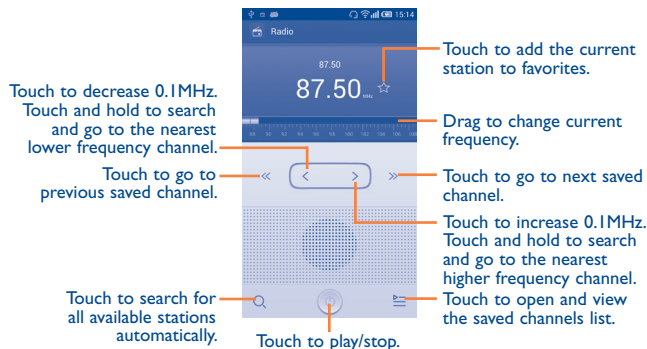 15:14
Radio
87.50
87.50 MHz
Touch to add the current
station to favorites.
Touch to decrease 0.1MHz.
Touch and hold to search
and go to the nearest
lower frequency channel.
Drag to change current
frequency.
Touch to go to
previous saved channel.
Touch to go to next saved
channel.
Touch to increase 0.1MHz.
Touch and hold to search
and go to the nearest
higher frequency channel.
Touch to search for
all available stations
automatically.
Touch to play/stop.
Touch to open and view
the saved channels list.